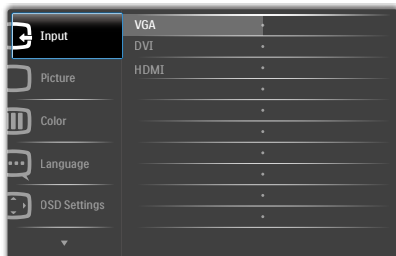 Input
Picture
Color
Language
OSD Settings
VGA
DVI
HDMI